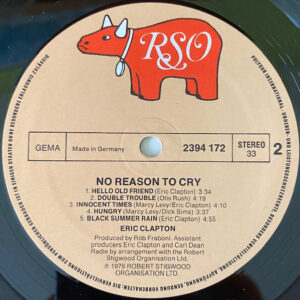 RSO
GEMA
Made in Germany
2394 172
STEREO
33
2
NO REASON TO CRY
1. HELLO OLD FRIEND (Eric Clapton) 3:34
2. DOUBLE TROUBLE (Otis Rush) 4:36
3. INNOCENT TIMES (Marcy Levy/Eric Clapton) 4:11
4. HUNGRY (Marcy Levy/Dick Sims) 4:37
5. BLACK SUMMER RAIN (Eric Clapton) 4:55
ERIC CLAPTON
Produced by Rob Fraboni. Assistant
producers Eric Clapton and Carl Dean
Radle by arrangement with the Robert
Stigwood Organisation Ltd.
℗ 1976 ROBERT STIGWOOD
ORGANISATION LTD.